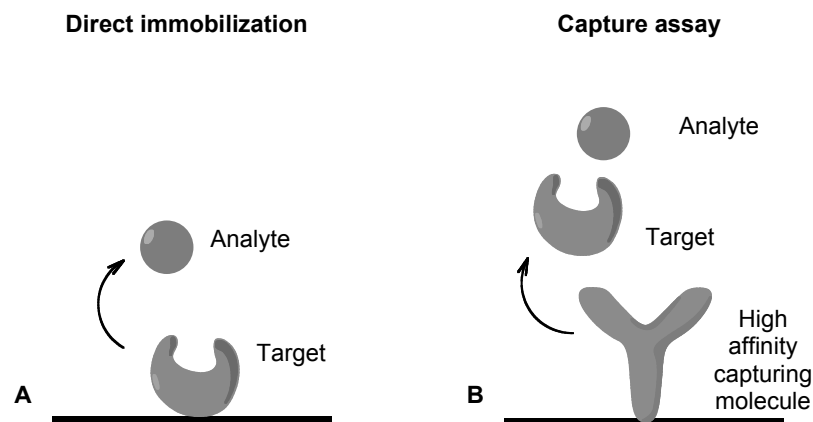 Direct immobilization
Capture assay
Analyte
Target
A
Analyte
Target
High
affinity
capturing
molecule
B